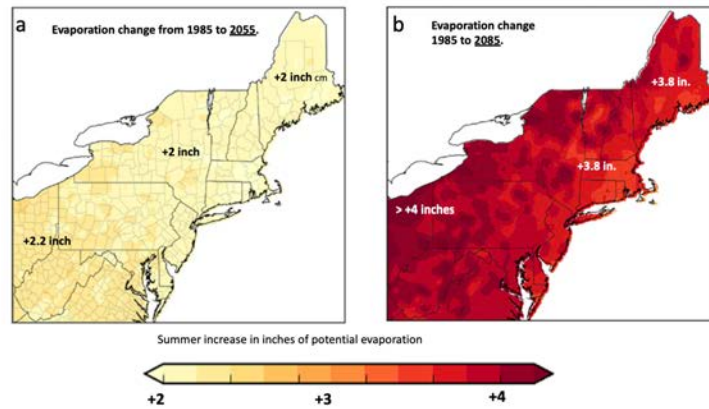 a
Evaporation change from 1985 to 2055.
+2 inch cm
+2 inch
+2.2 inch
b
Evaporation change
1985 to 2085.
+3.8 in.
+3.8 in.
> +4 inches
Summer increase in inches of potential evaporation
+2
+3
+4